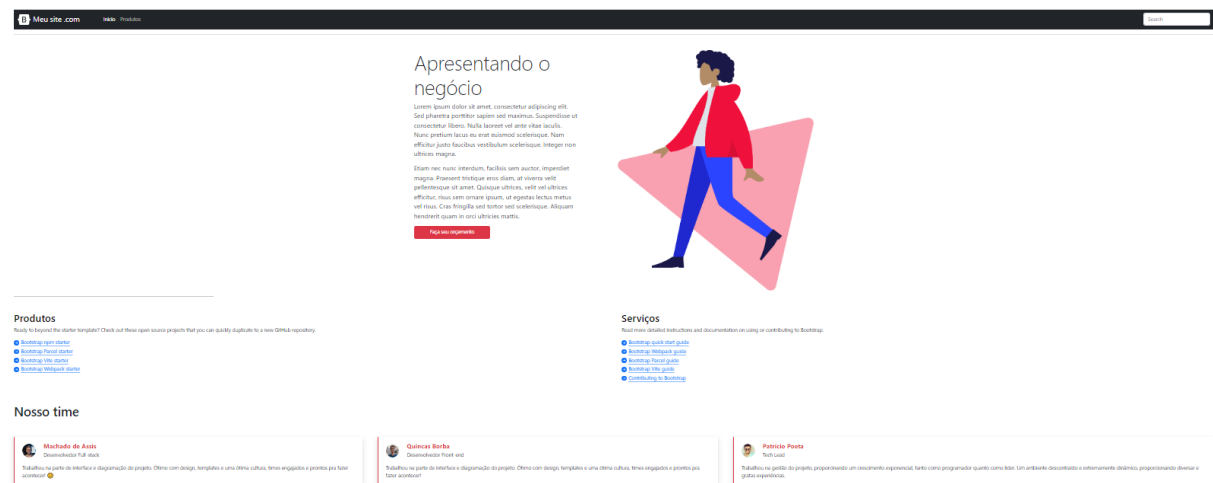 B Meu site .com Início Produtos Search
Apresentando o
negócio
Lorem ipsum dolor sit amet, consectetur adipiscing elit.
Sed pharetra porttitor sapien sed maximus. Suspendisse ut
consectetur libero. Nulla laoreet vel ante vitae iaculis.
Nunc pretium lacus eu erat euismod scelerisque. Nam
efficitur justo faucibus vestibulum scelerisque. Integer non
ultrices magna.
Etiam nec nunc interdum, facilisis sem auctor, imperdiet
magna. Praesent tristique eros diam, at viverra velit
pellentesque sit amet. Quisque ultrices, velit vel ultrices
efficitur, risus sem ornare ipsum, ut egestas lectus metus
vel risus. Cras fringilla sed tortor sed scelerisque. Aliquam
hendrerit quam in orci ultricies mattis.
Faça seu orçamento
Produtos
Ready to beyond the starter template? Check out these open source projects that you can quickly duplicate to a new GitHub repository.
Bootstrap npm starter
Bootstrap Parcel starter
Bootstrap Vite starter
Bootstrap Webpack starter
Serviços
Read more detailed instructions and documentation on using or contributing to Bootstrap.
Bootstrap quick start guide
Bootstrap Webpack guide
Bootstrap Parcel guide
Bootstrap Vite guide
Contributing to Bootstrap
Nosso time
Machado de Assis
Desenvolvedor Full-stack
Trabalhou na parte de interface e diagramação do projeto. Ótimo com design, templates e uma ótima cultura, times engajados e prontos pra fazer
acontecer! 😄
Quincas Borba
Desenvolvedor Front-end
Trabalhou na parte de interface e diagramação do projeto. Ótimo com design, templates e uma ótima cultura, times engajados e prontos pra
fazer acontecer!
Patrício Poeta
Tech Lead
Trabalhou na gestão do projeto, proporcinando um crescimento exponencial, tanto como programador quanto como líder. Um ambiente descontraído e extremamente dinâmico, proporcionando diversar e
gratas experiências.